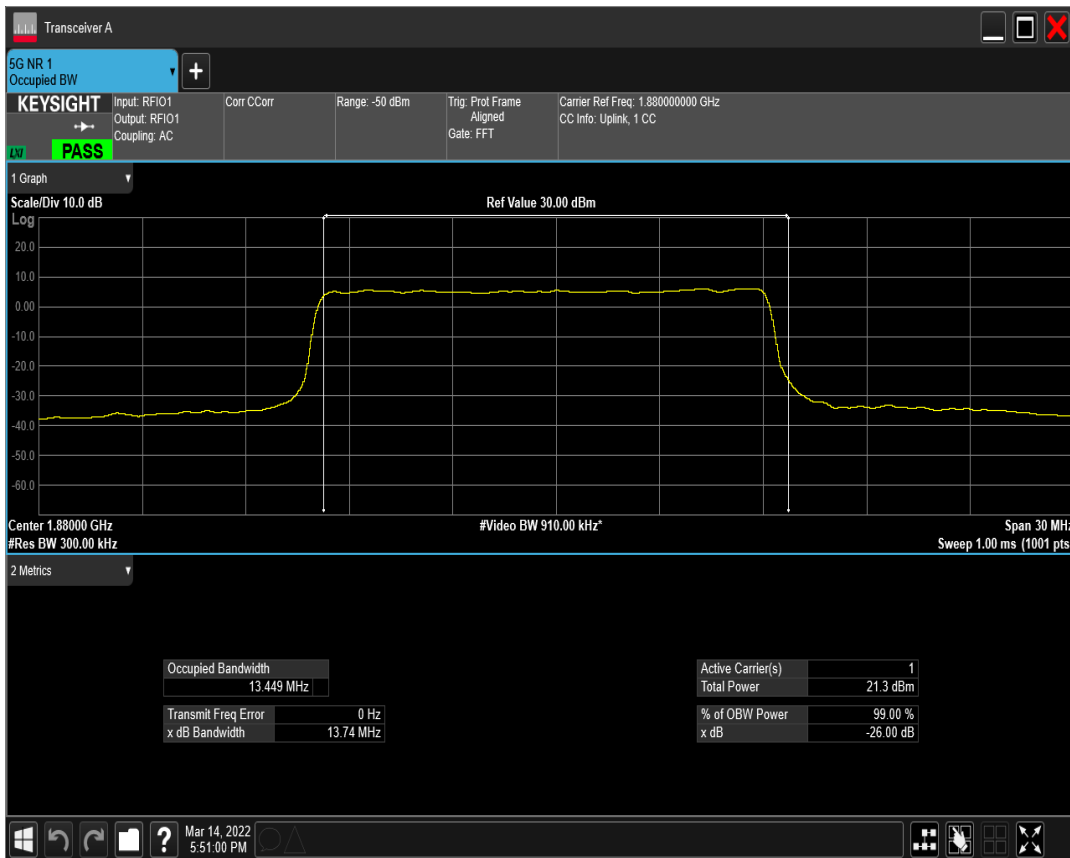 Transceiver A
5G NR 1
Occupied BW
+
KEYSIGHT
LXI
PASS
Input: RFIO1
Output: RFIO1
Coupling: AC
Corr CCorr
Range: -50 dBm
Trig: Prot Frame
Aligned
Gate: FFT
Carrier Ref Freq: 1.880000000 GHz
CC Info: Uplink, 1 CC
1 Graph
Scale/Div 10.0 dB
Ref Value 30.00 dBm
Log
20.0
10.0
0.00
-10.0
-20.0
-30.0
-40.0
-50.0
-60.0
Center 1.88000 GHz
#Video BW 910.00 kHz*
Span 30 MHz
#Res BW 300.00 kHz
Sweep 1.00 ms (1001 pts
2 Metrics
Occupied Bandwidth
13.449 MHz
Transmit Freq Error 0 Hz
x dB Bandwidth 13.74 MHz
Active Carrier(s) 1
Total Power 21.3 dBm
% of OBW Power 99.00 %
x dB -26.00 dB
?
Mar 14, 2022
5:51:00 PM